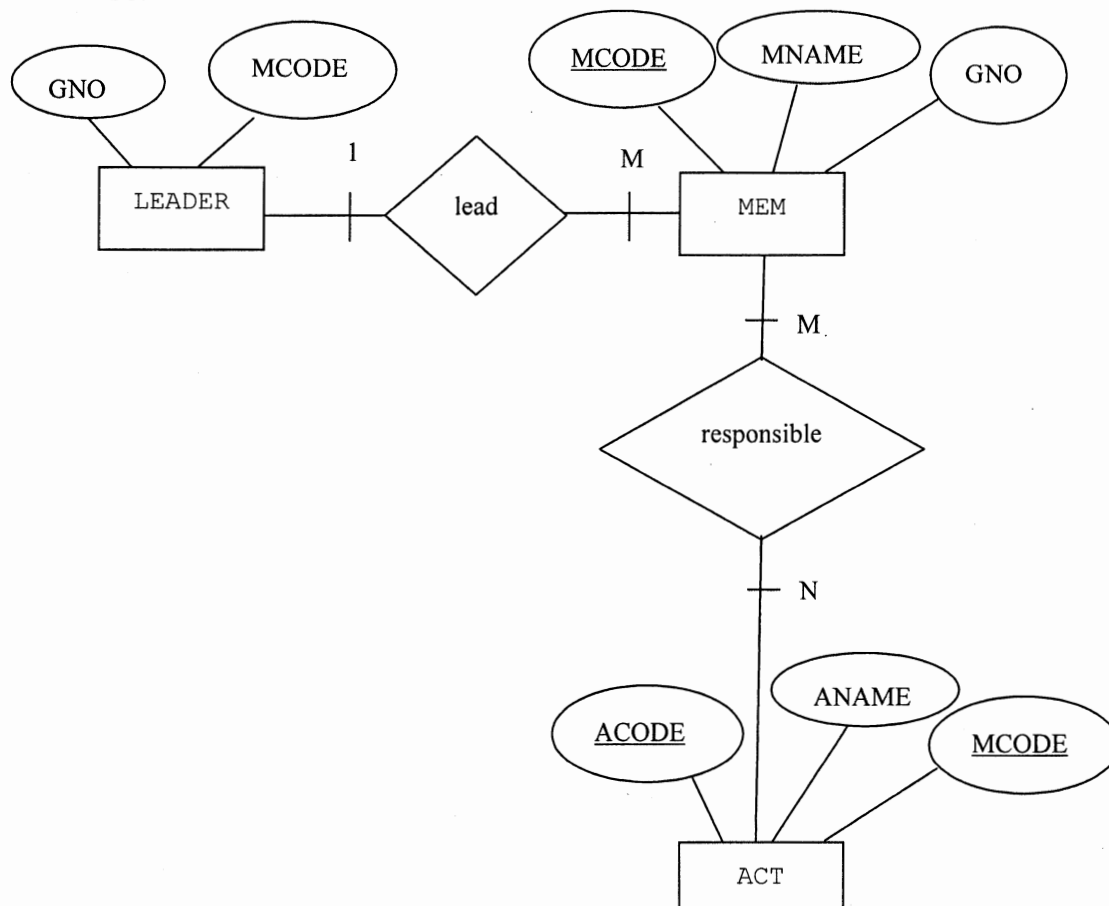 GNO
MCODE
LEADER
1
lead
M
MCODE
MNAME
GNO
MEM
M
responsible
N
ACODE
ANAME
MCODE
ACT